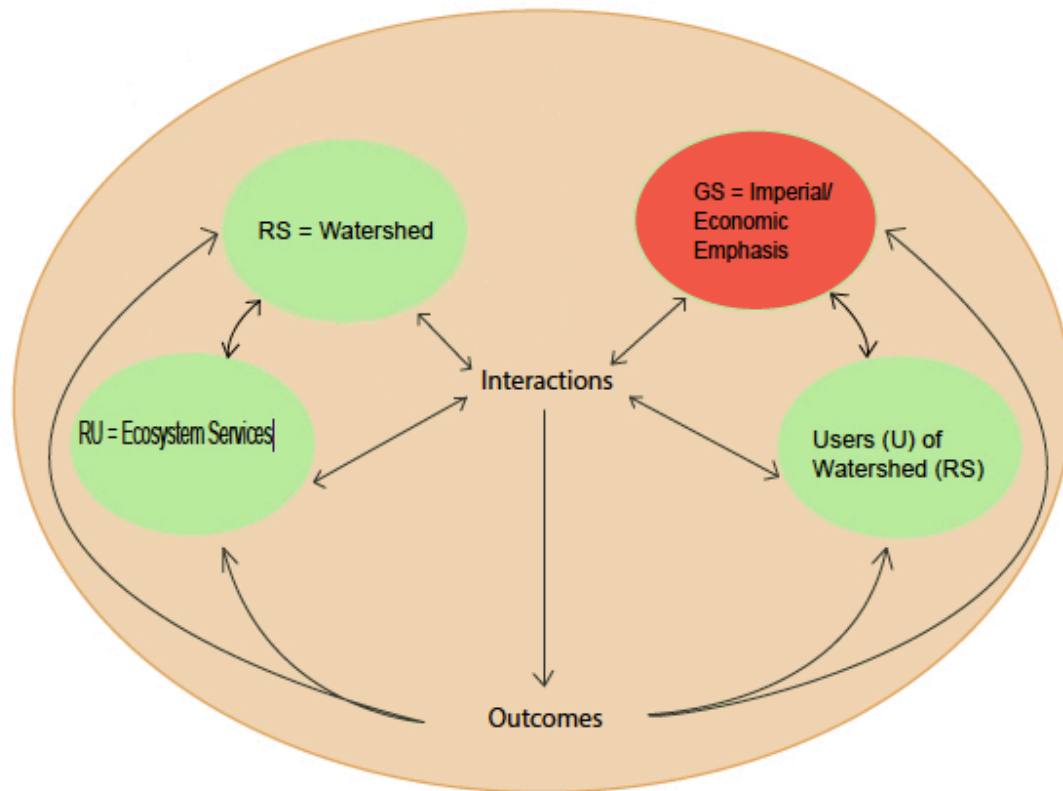 RS = Watershed
GS = Imperial/
Economic
Emphasis
Interactions
RU = Ecosystem Services
Users (U) of
Watershed (RS)
Outcomes